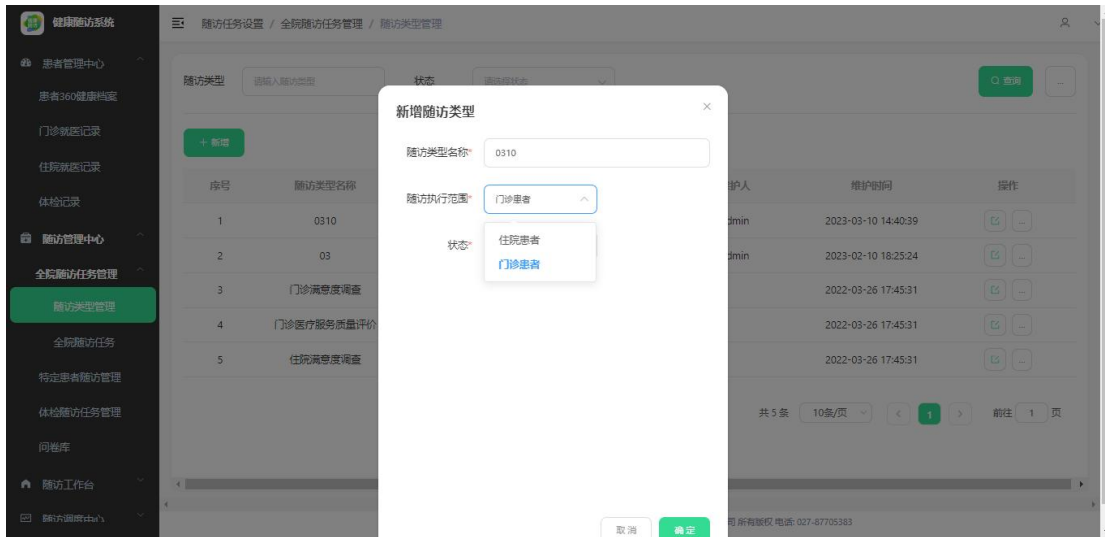 健康随访系统
随访任务设置 / 全院随访任务管理 / 随访类型管理
患者管理中心
患者360健康档案
门诊就医记录
住院就医记录
体检记录
随访管理中心
全院随访任务管理
随访类型管理
全院随访任务
特定患者随访管理
体检随访任务管理
问卷库
随访工作台
随访调度中心
随访类型 请输入随访类型 状态 请选择状态 查询 ...
+ 新增
序号 随访类型名称 护人 维护时间 操作
1 0310 dmin 2023-03-10 14:40:39 ...
2 03 dmin 2023-02-10 18:25:24 ...
3 门诊满意度调查 2022-03-26 17:45:31 ...
4 门诊医疗服务质量评价 2022-03-26 17:45:31 ...
5 住院满意度调查 2022-03-26 17:45:31 ...
共 5 条 10条/页 < 1 > 前往 1 页
新增随访类型 ×
随访类型名称* 0310
随访执行范围* 门诊患者
状态*
住院患者
门诊患者
取消 确定
司 所有版权 电话: 027-87705383